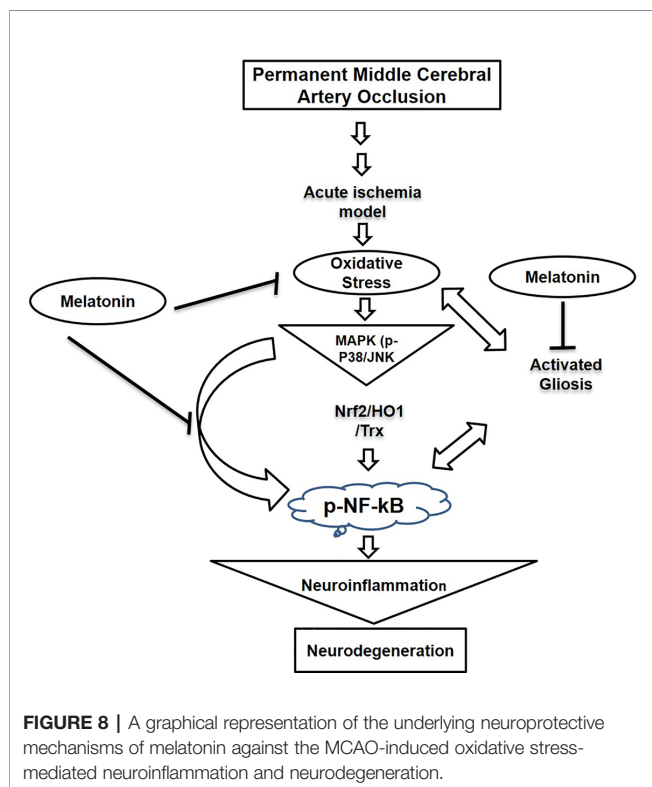 Permanent Middle Cerebral
Artery Occlusion
Acute ischemia
model
Oxidative
Stress
Melatonin
Melatonin
MAPK (p-
P38/JNK
Activated
Gliosis
Nrf2/HO1
/Trx
p-NF-kB
Neuroinflammation
Neurodegeneration
FIGURE 8 | A graphical representation of the underlying neuroprotective
mechanisms of melatonin against the MCAO-induced oxidative stress-
mediated neuroinflammation and neurodegeneration.